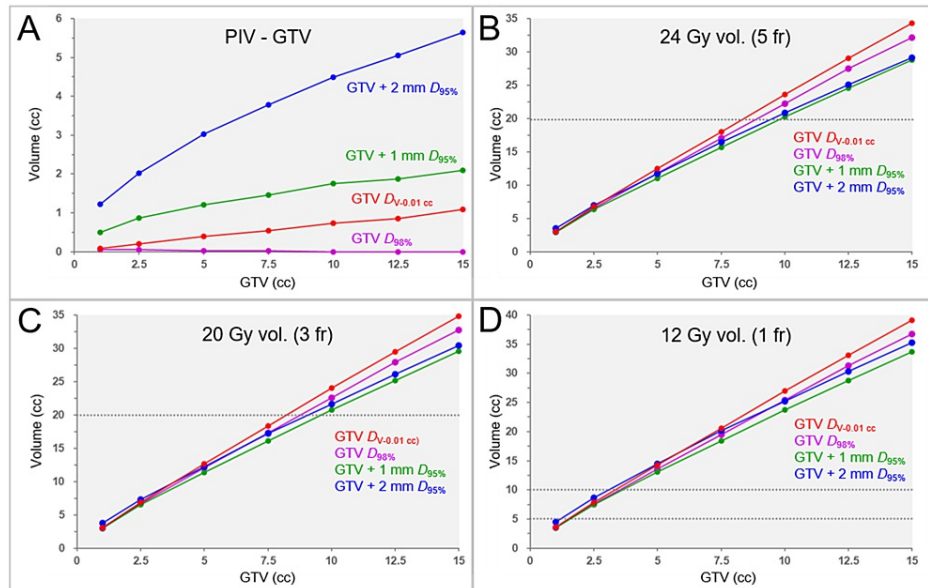 A
PIV - GTV
Volume (cc)
6
5
4
3
2
1
0
GTV + 2 mm D95%
GTV + 1 mm D95%
GTV DV-0.01 cc
GTV D98%
0 2.5 5 7.5 10 12.5 15
GTV (cc)
B
24 Gy vol. (5 fr)
Volume (cc)
35
30
25
20
15
10
5
0
GTV DV-0.01 cc
GTV D98%
GTV + 1 mm D95%
GTV + 2 mm D95%
0 2.5 5 7.5 10 12.5 15
GTV (cc)
C
20 Gy vol. (3 fr)
Volume (cc)
35
30
25
20
15
10
5
0
GTV DV-0.01 cc)
GTV D98%
GTV + 1 mm D95%
GTV + 2 mm D95%
0 2.5 5 7.5 10 12.5 15
GTV (cc)
D
12 Gy vol. (1 fr)
Volume (cc)
40
35
30
25
20
15
10
5
0
GTV DV-0.01 cc
GTV D98%
GTV + 1 mm D95%
GTV + 2 mm D95%
0 2.5 5 7.5 10 12.5 15
GTV (cc)